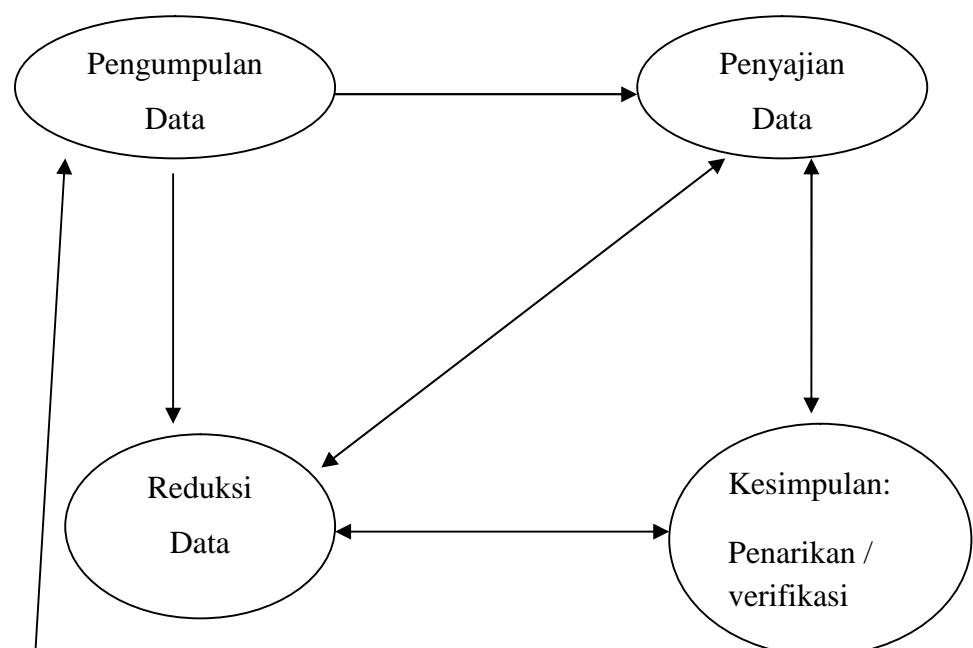 Pengumpulan
Data
Penyajian
Data
Reduksi
Data
Kesimpulan:
Penarikan /
verifikasi